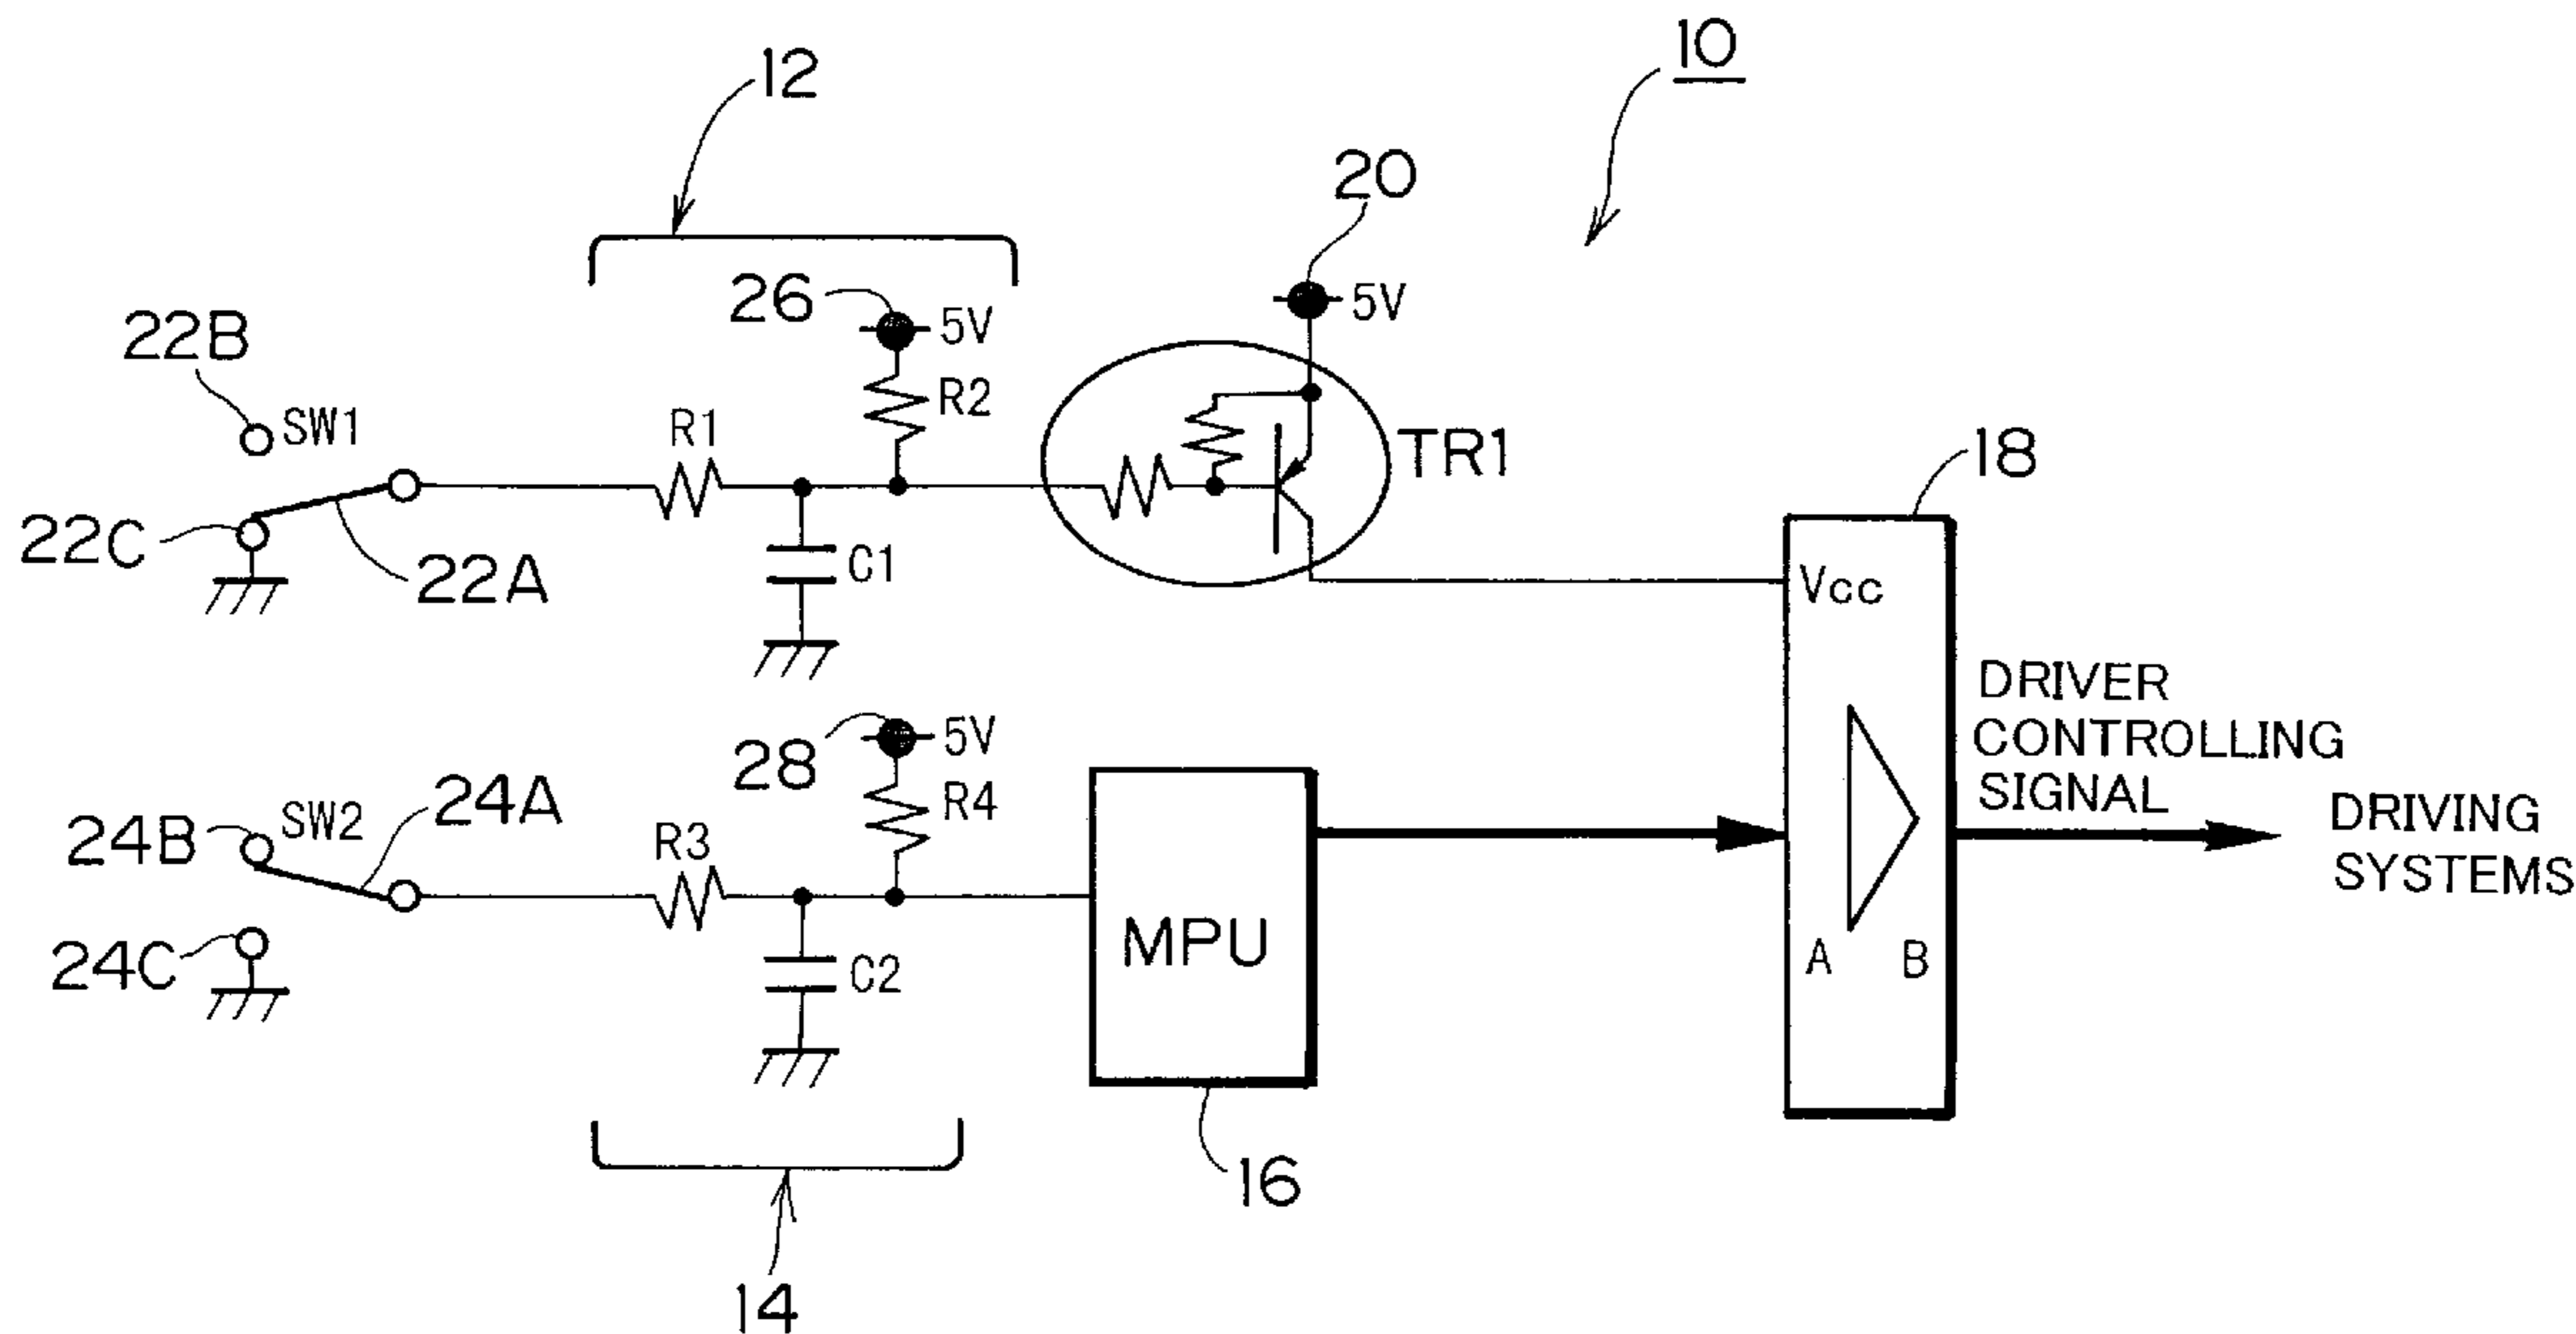 10
12
20
26
5V
5V
22B
SW1
R1
R2
TR1
18
22C
22A
C1
Vcc
28
5V
DRIVER
CONTROLLING
SIGNAL
24B
SW2
24A
R3
R4
DRIVING
SYSTEMS
24C
C2
MPU
A
B
16
14